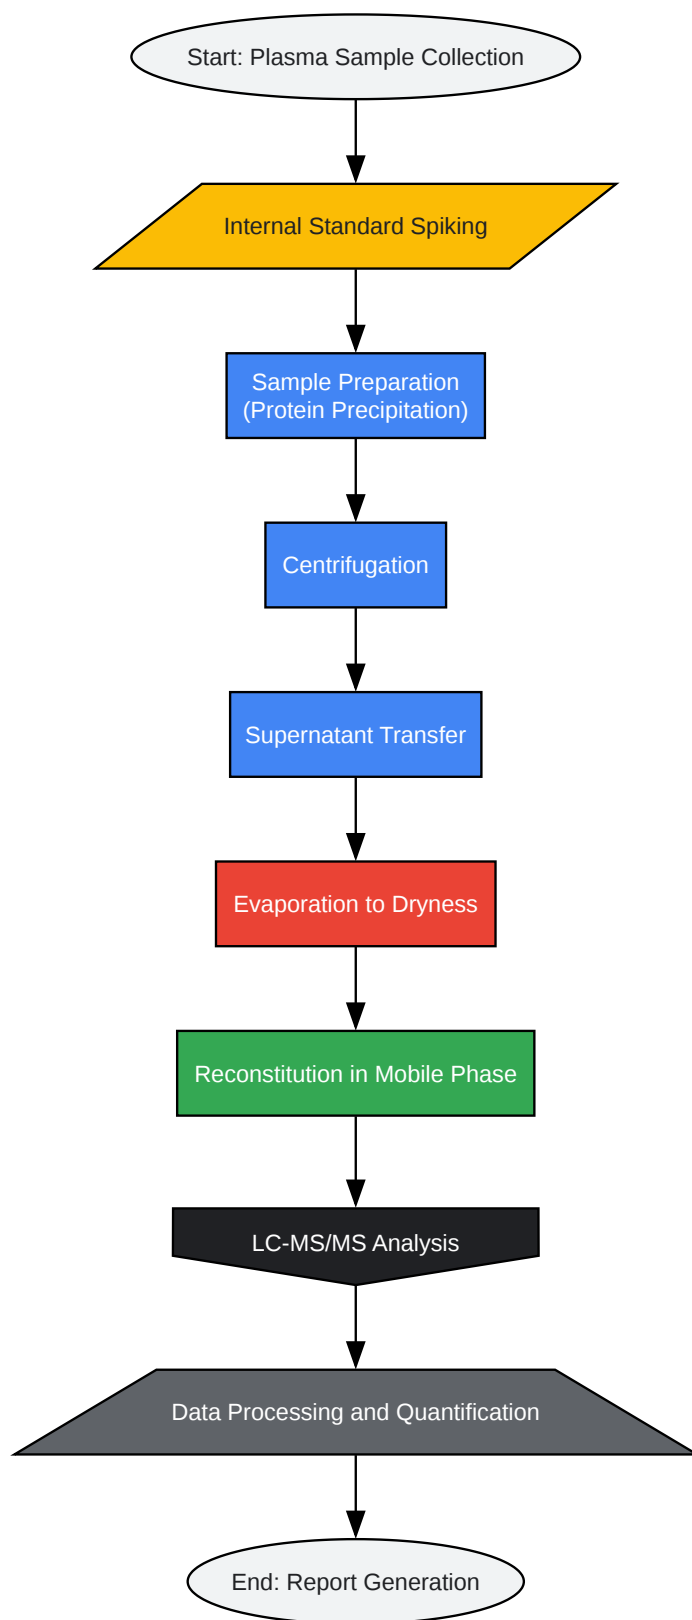 Start: Plasma Sample Collection
Internal Standard Spiking
Sample Preparation
(Protein Precipitation)
Centrifugation
Supernatant Transfer
Evaporation to Dryness
Reconstitution in Mobile Phase
LC-MS/MS Analysis
Data Processing and Quantification
End: Report Generation